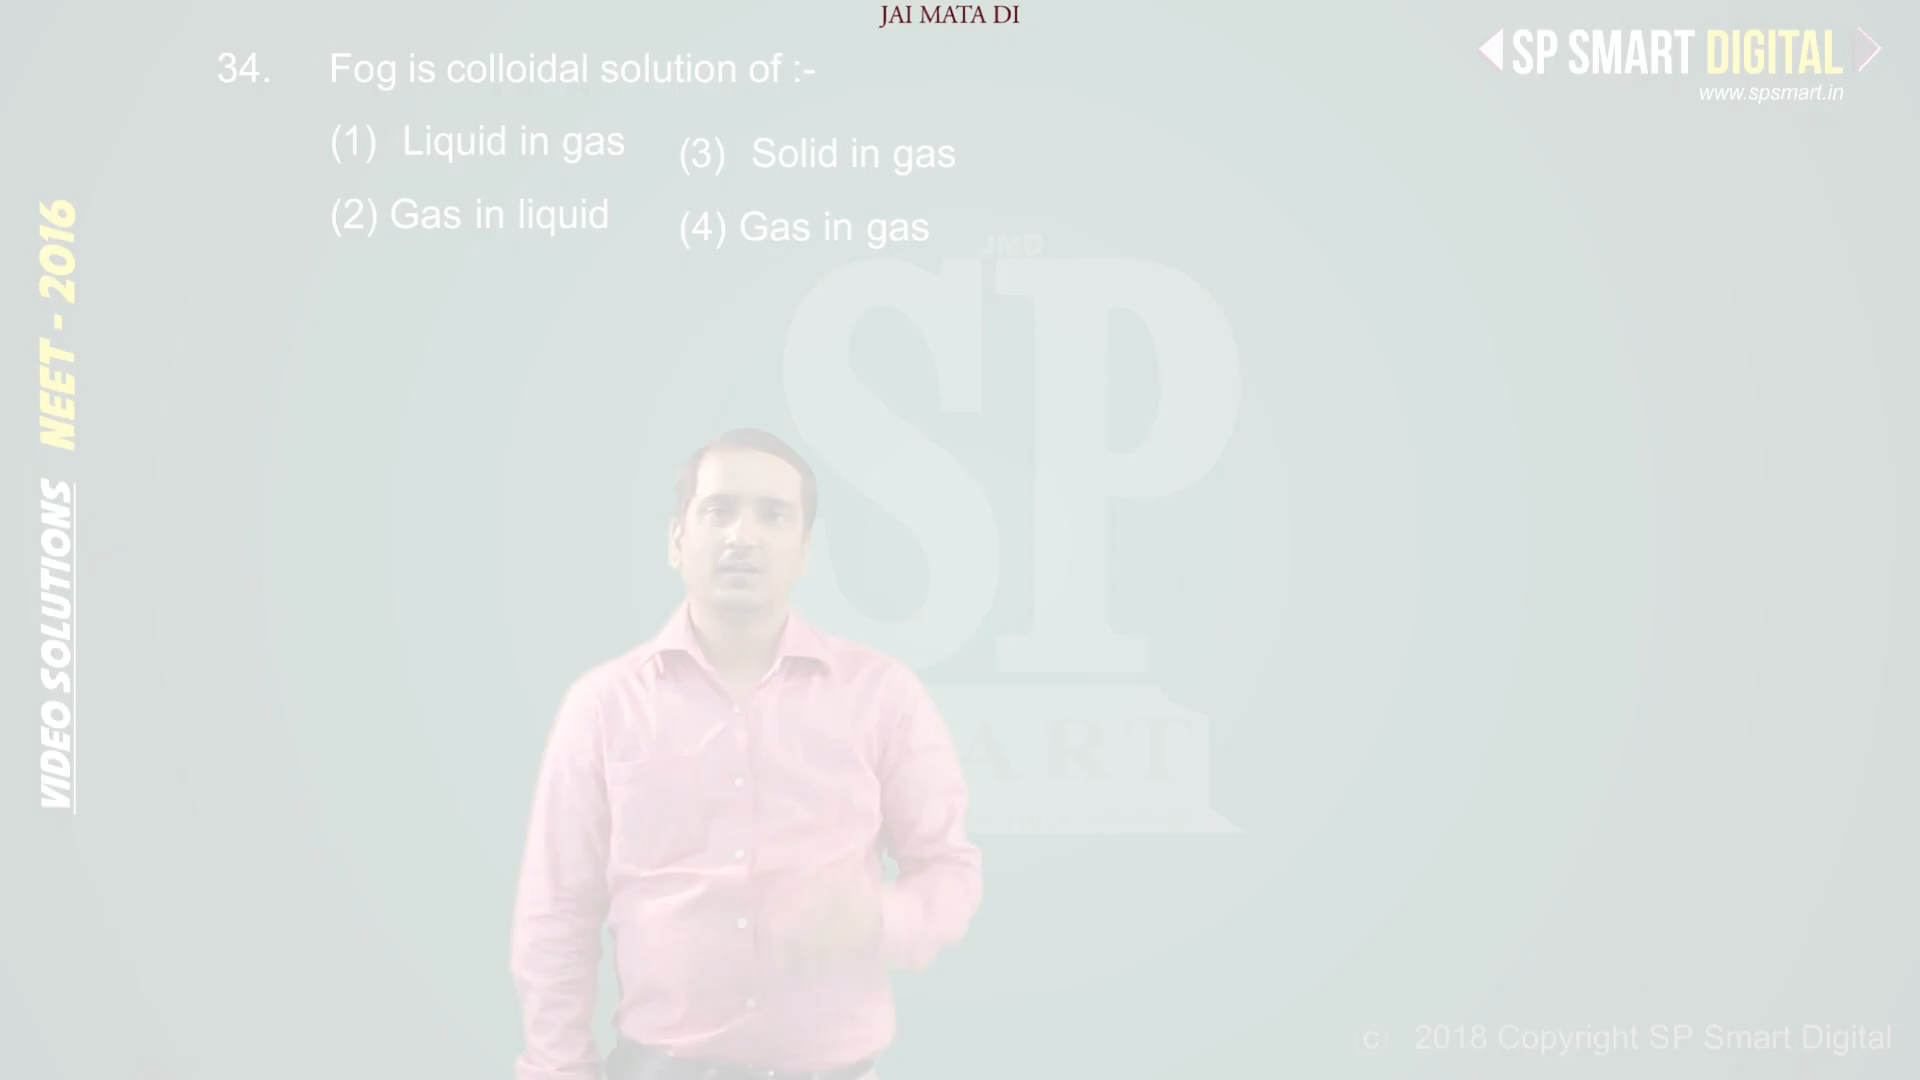 JAI MATA DI
SP SMART DIGITAL
www.spsmart.in
34. Fog is colloidal solution of :-
(1) Liquid in gas
(2) Gas in liquid
(3) Solid in gas
(4) Gas in gas
VIDEO SOLUTIONS NEET - 2016
JMD
SP
ART
(c) 2018 Copyright SP Smart Digital